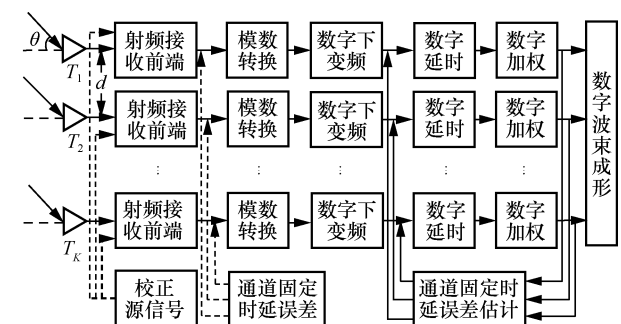 θ
T1
d
射频接
收前端
模数
转换
数字下
变频
数字
延时
数字
加权
T2
射频接
收前端
模数
转换
数字下
变频
数字
延时
数字
加权
数字波束成形
⋮ ⋮ ⋮ ⋮ ⋮
TK
射频接
收前端
模数
转换
数字下
变频
数字
延时
数字
加权
校正
源信号
通道固定
时延误差
通道固定时
延误差估计